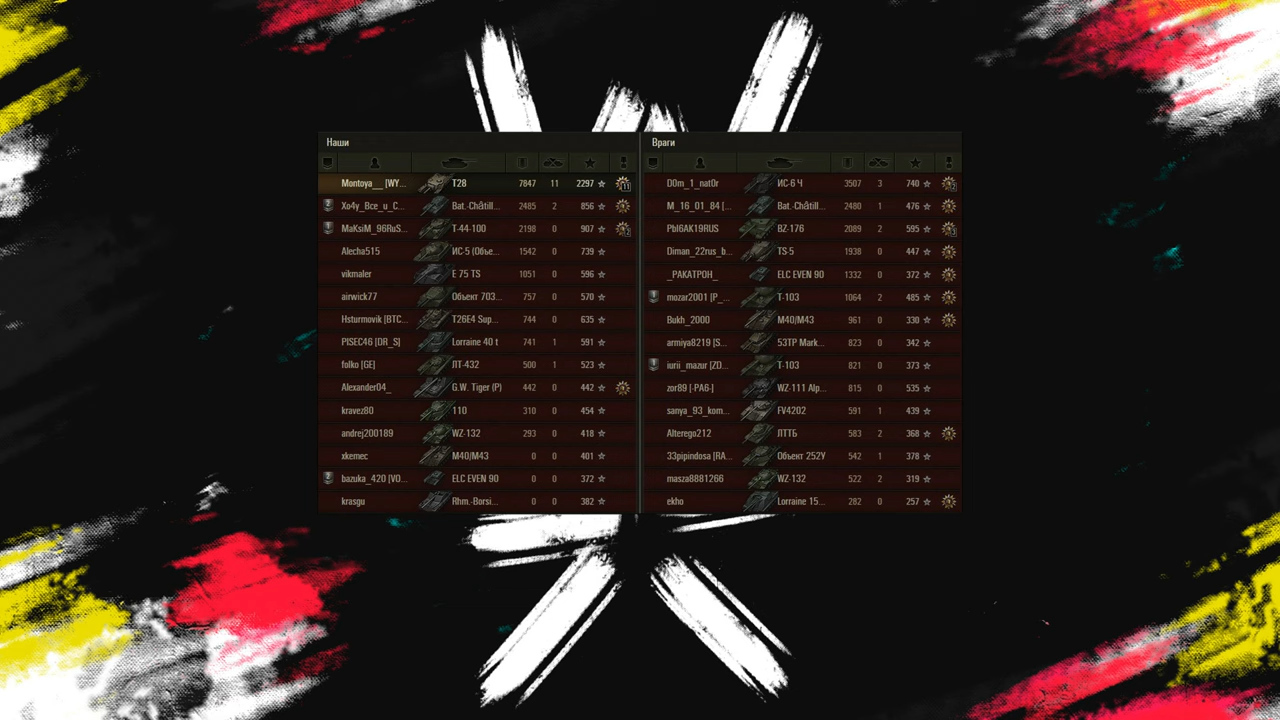 Наши
Montoya__ [WY... T28 7847 11 2297 11
Xo4y_Bce_u_C... Bat.-Châtill... 2485 2 856
MaKsiM_96RuS... T-44-100 2198 0 907 2
Alecha515 ИС-5 (Объе... 1542 0 739
vikmaler E 75 TS 1051 0 596
airwick77 Объект 703... 757 0 570
Hsturmovik [BTC... T26E4 Sup... 744 0 635
PISEC46 [DR_S] Lorraine 40 t 741 1 591
folko [GE] ЛТ-432 500 1 523
Alexander04_ G.W. Tiger (P) 442 0 442
kravez80 110 310 0 454
andrej200189 WZ-132 293 0 418
xkemec M40/M43 0 0 401
bazuka_420 [VO... ELC EVEN 90 0 0 372
krasgu Rhm.-Borsi... 0 0 382
Враги
D0m_1_nat0r ИС-6 Ч 3507 3 740 2
M_16_01_84 [... Bat.-Châtill... 2480 1 476
PbI6AK19RUS BZ-176 2089 2 595
Diman_22rus_b... TS-5 1938 0 447
_PAKATPOH_ ELC EVEN 90 1332 0 372
mozar2001 [P_... T-103 1064 2 485
Bukh_2000 M40/M43 961 0 330
armiya8219 [S... 53TP Mark... 823 0 342
iurii_mazur [ZO... T-103 821 0 373
zor89 [-PA6-] WZ-111 Alp... 815 0 535
sanya_93_kom... FV4202 591 1 439
Alterego212 ЛТТБ 583 2 368
33pipindosa [RA... Объект 252У 542 1 378
masza8881266 WZ-132 522 2 319
ekho Lorraine 15... 282 0 257